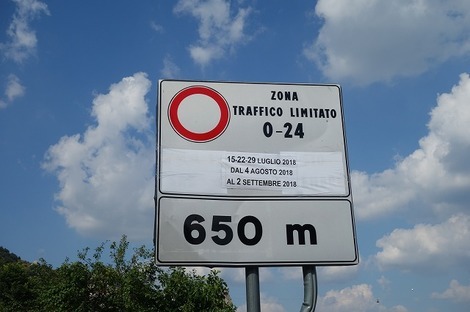 ZONA
TRAFFICO LIMITATO
0-24
15-22-29 LUGLIO 2018
DAL 4 AGOSTO 2018
AL 2 SETTEMBRE 2018
650 m